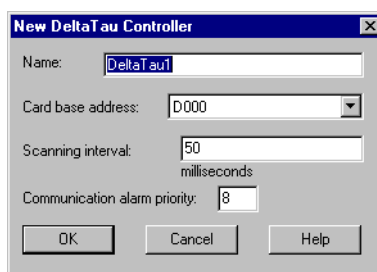 New DeltaTau Controller
Name: DeltaTau1
Card base address: D000
Scanning interval: 50
milliseconds
Communication alarm priority: 8
OK Cancel Help